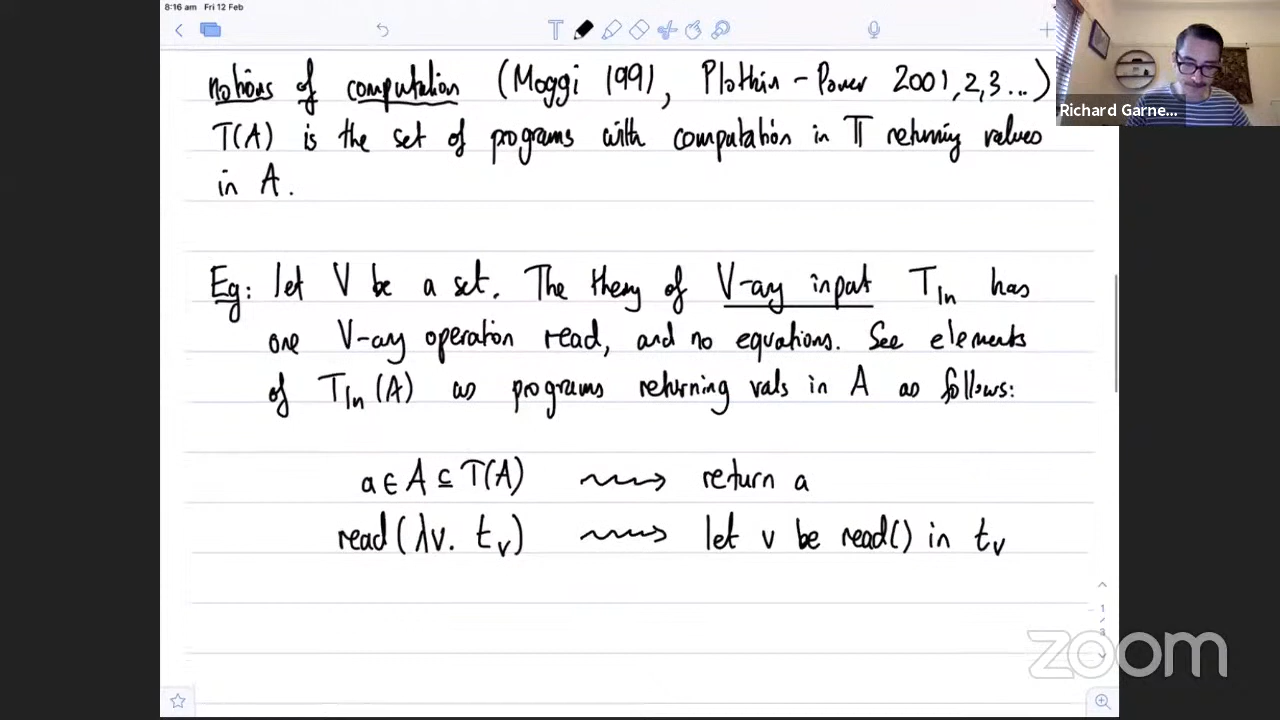 8:16 am Fri 12 Feb
notions of computation (Moggi 1991, Plotkin-Power 2001,2,3...)
T(A) is the set of programs with computation in 𝕋 returning values
in A.
Richard Garne...
Eg: let V be a set. The theory of V-ary input T_In has
one V-ary operation read, and no equations. See elements
of T_In(A) as programs returning vals in A as follows:
a ∈ A ⊆ T(A) ⇝ return a
read(λv. t_v) ⇝ let v be read() in t_v
1
/
3
zoom